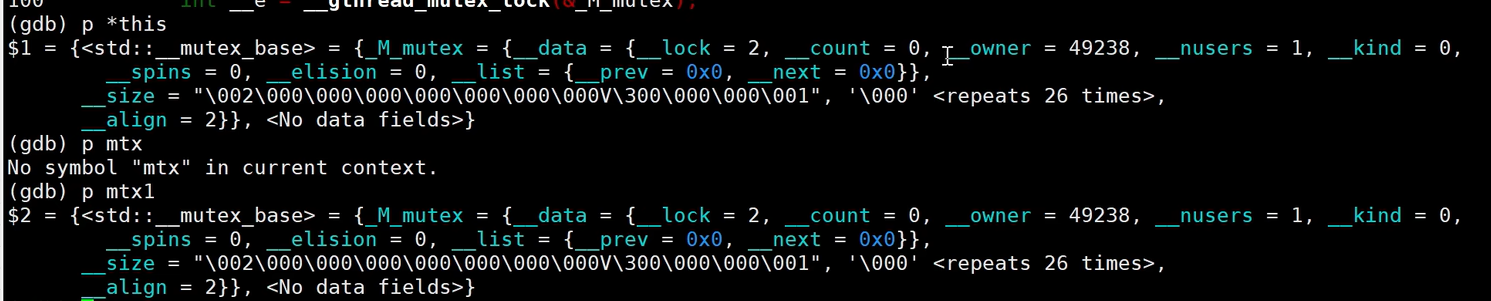 100         int __e = __gthread_mutex_lock(&_M_mutex);
(gdb) p *this
$1 = {<std::__mutex_base> = {_M_mutex = {__data = {__lock = 2, __count = 0, __owner = 49238, __nusers = 1, __kind = 0,
        __spins = 0, __elision = 0, __list = {__prev = 0x0, __next = 0x0}},
      __size = "\002\000\000\000\000\000\000\000V\300\000\000\001", '\000' <repeats 26 times>,
      __align = 2}}, <No data fields>}
(gdb) p mtx
No symbol "mtx" in current context.
(gdb) p mtx1
$2 = {<std::__mutex_base> = {_M_mutex = {__data = {__lock = 2, __count = 0, __owner = 49238, __nusers = 1, __kind = 0,
        __spins = 0, __elision = 0, __list = {__prev = 0x0, __next = 0x0}},
      __size = "\002\000\000\000\000\000\000\000V\300\000\000\001", '\000' <repeats 26 times>,
      __align = 2}}, <No data fields>}